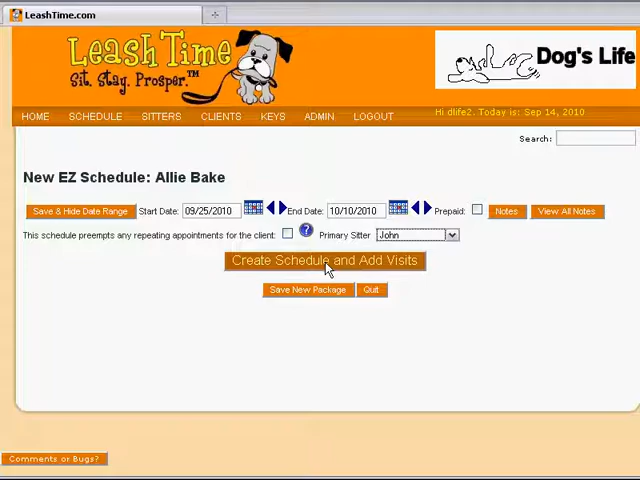 LeashTime.com
Leash Time
Sit. Stay. Prosper.™
Dog's Life
HOME SCHEDULE SITTERS CLIENTS KEYS ADMIN LOGOUT
Hi dlife2. Today is: Sep 14, 2010
Search:
New EZ Schedule: Allie Bake
Save & Hide Date Range Start Date: 09/25/2010 End Date: 10/10/2010 Prepaid: Notes View All Notes
This schedule preempts any repeating appointments for the client: ? Primary Sitter John
Create Schedule and Add Visits
Save New Package Quit
Comments or Bugs?